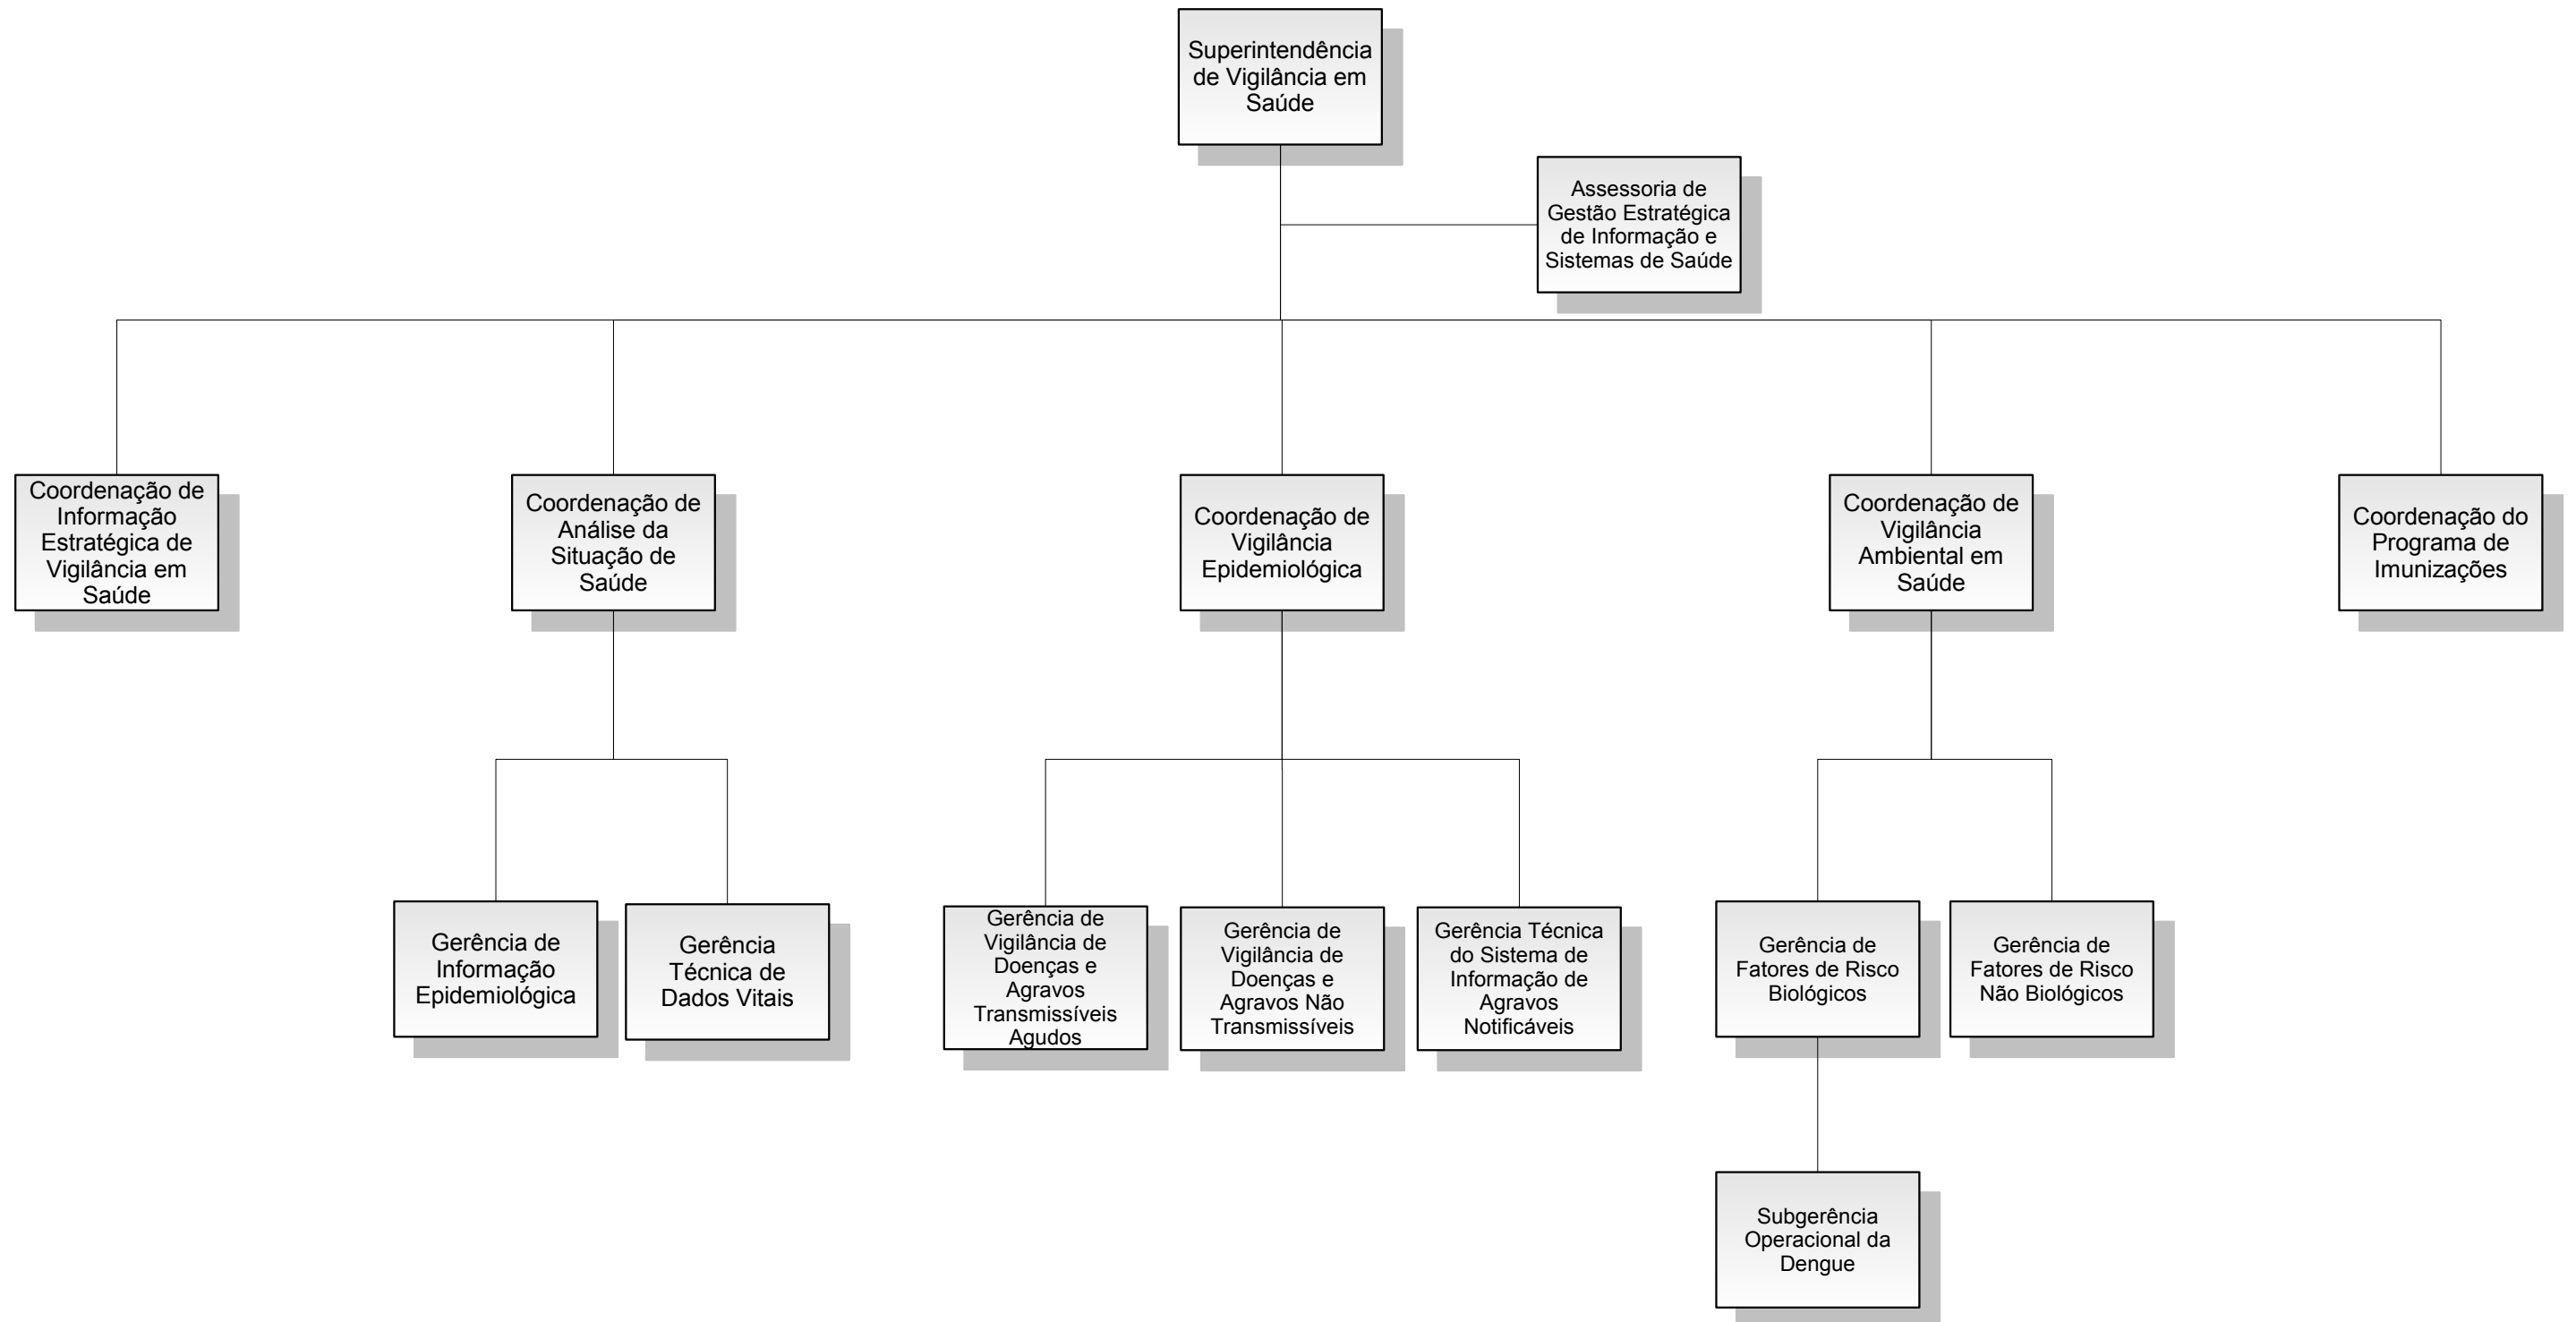 Superintendência
de Vigilância em
Saúde
Assessoria de
Gestão Estratégica
de Informação e
Sistemas de Saúde
Coordenação de
Informação
Estratégica de
Vigilância em
Saúde
Coordenação de
Análise da
Situação de
Saúde
Coordenação de
Vigilância
Epidemiológica
Coordenação de
Vigilância
Ambiental em
Saúde
Coordenação do
Programa de
Imunizações
Gerência de
Informação
Epidemiológica
Gerência
Técnica de
Dados Vitais
Gerência de
Vigilância de
Doenças e
Agravos
Transmissíveis
Agudos
Gerência de
Vigilância de
Doenças e
Agravos Não
Transmissíveis
Gerência Técnica
do Sistema de
Informação de
Agravos
Notificáveis
Gerência de
Fatores de Risco
Biológicos
Gerência de
Fatores de Risco
Não Biológicos
Subgerência
Operacional da
Dengue